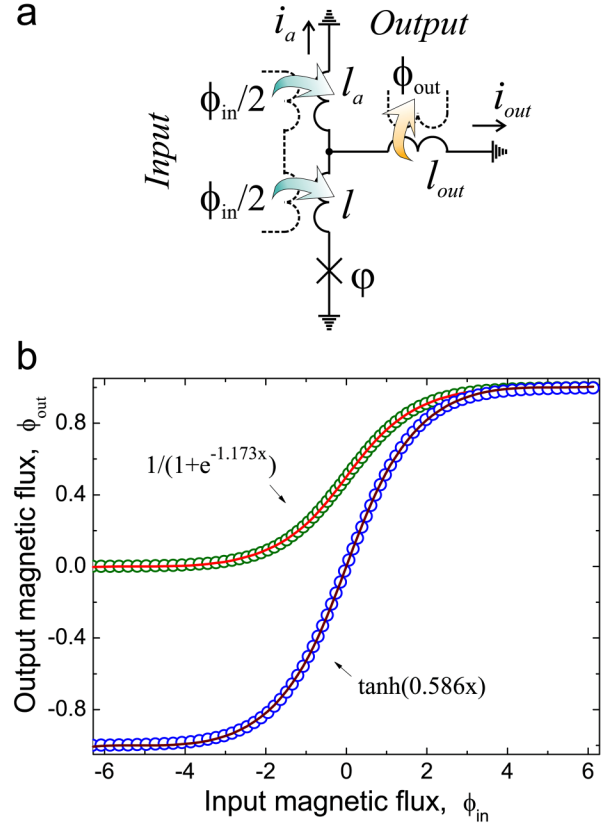 a
i_a
Output
ϕ_in/2
l_a
ϕ_out
i_out
Input
ϕ_in/2
l
l_out
φ
b
Output magnetic flux, ϕ_out
0.8
0.4
0.0
-0.4
-0.8
1/(1+e^-1.173x)
tanh(0.586x)
-6 -4 -2 0 2 4 6
Input magnetic flux, ϕ_in